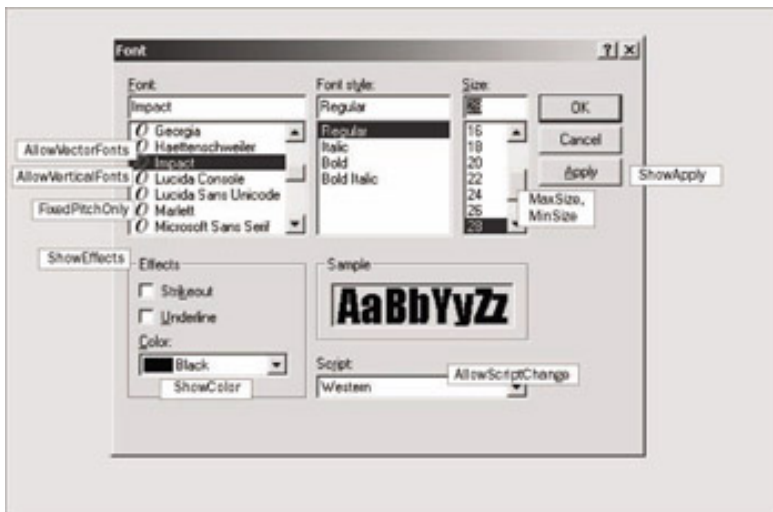 Font
Font:
Font style:
Size:
Impact
Regular
28
OK
Georgia
Haettenschweiler
Impact
Lucida Console
Lucida Sans Unicode
Marlett
Microsoft Sans Serif
Regular
Italic
Bold
Bold Italic
16
18
20
22
24
26
28
Cancel
Apply
AllowVectorFonts
AllowVerticalFonts
FixedPitchOnly
ShowApply
MaxSize,
MinSize
ShowEffects
Effects
Strikeout
Underline
Color:
Black
ShowColor
Sample
AaBbYyZz
Script:
AllowScriptChange
Western